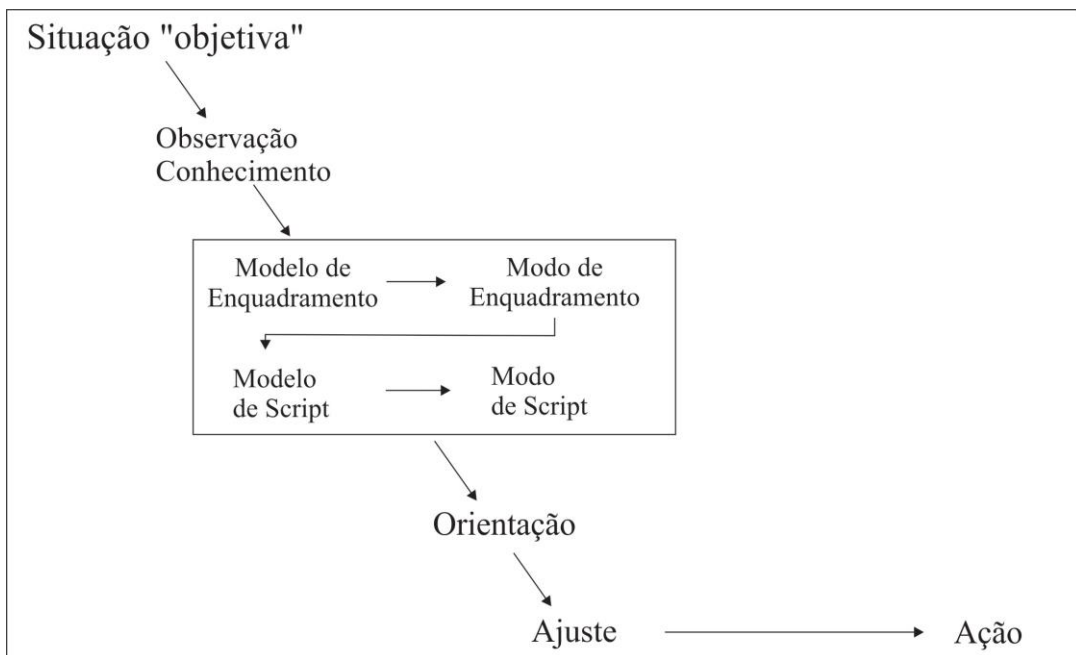 Situação "objetiva"
Observação
Conhecimento
Modelo de
Enquadramento
Modo de
Enquadramento
Modelo
de Script
Modo
de Script
Orientação
Ajuste
Ação